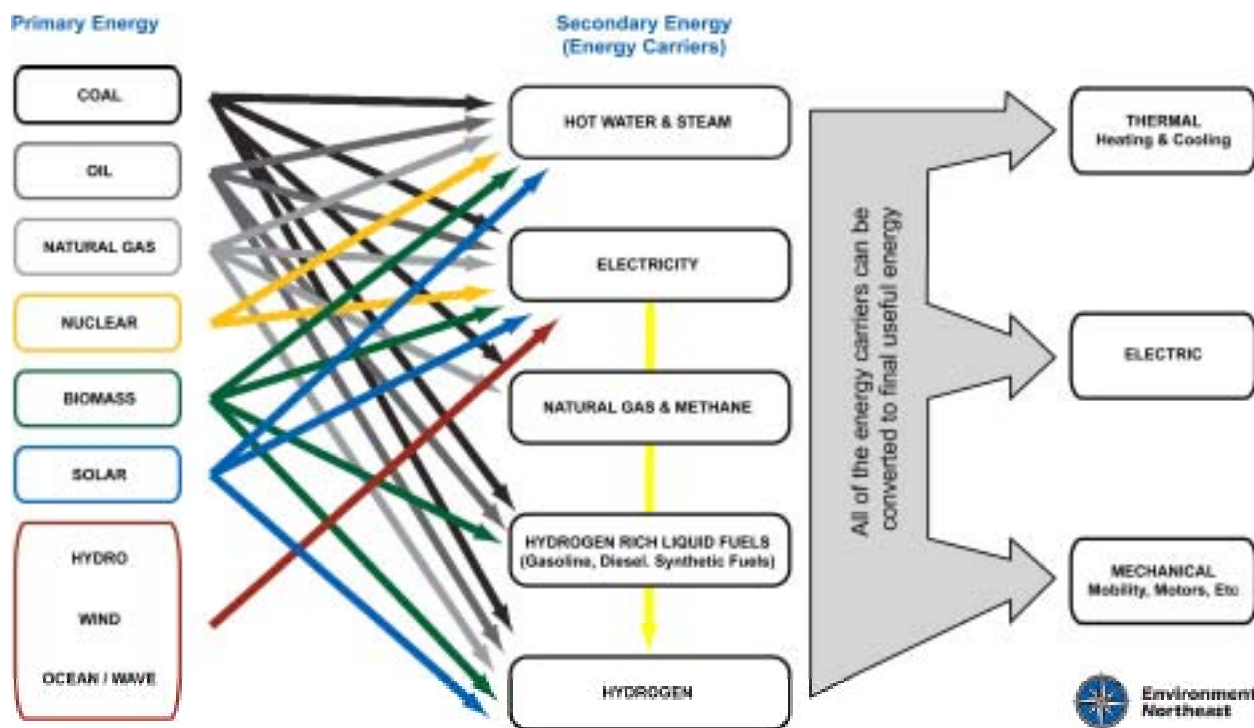 Primary Energy
Secondary Energy
(Energy Carriers)
COAL
OIL
NATURAL GAS
NUCLEAR
BIOMASS
SOLAR
HYDRO
WIND
OCEAN / WAVE
HOT WATER & STEAM
ELECTRICITY
NATURAL GAS & METHANE
HYDROGEN RICH LIQUID FUELS
(Gasoline, Diesel. Synthetic Fuels)
HYDROGEN
All of the energy carriers can be
converted to final useful energy
THERMAL
Heating & Cooling
ELECTRIC
MECHANICAL
Mobility, Motors, Etc
Environment
Northeast